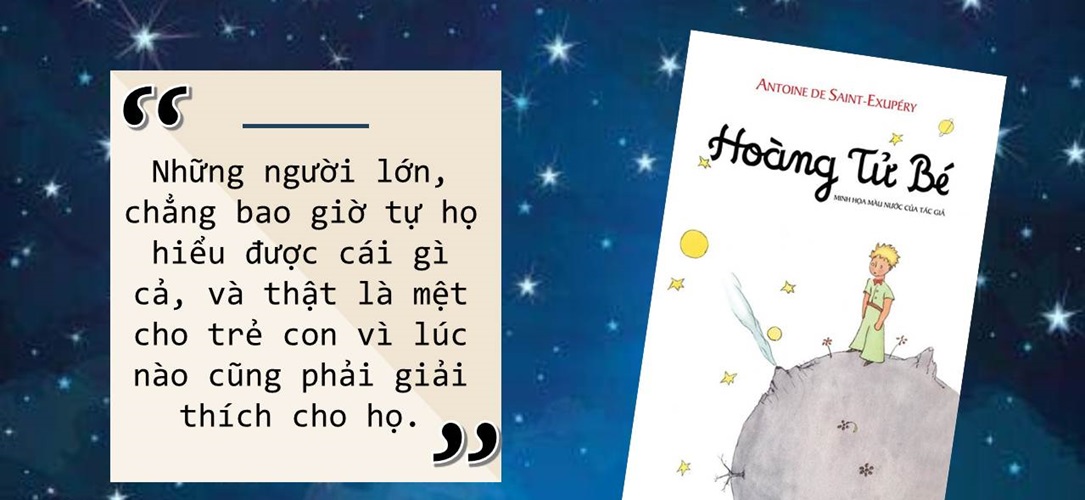 Những người lớn,
chẳng bao giờ tự họ
hiểu được cái gì
cả, và thật là mệt
cho trẻ con vì lúc
nào cũng phải giải
thích cho họ.
ANTOINE DE SAINT-EXUPÉRY
Hoàng Tử Bé
MINH HỌA MÀU NƯỚC CỦA TÁC GIẢ